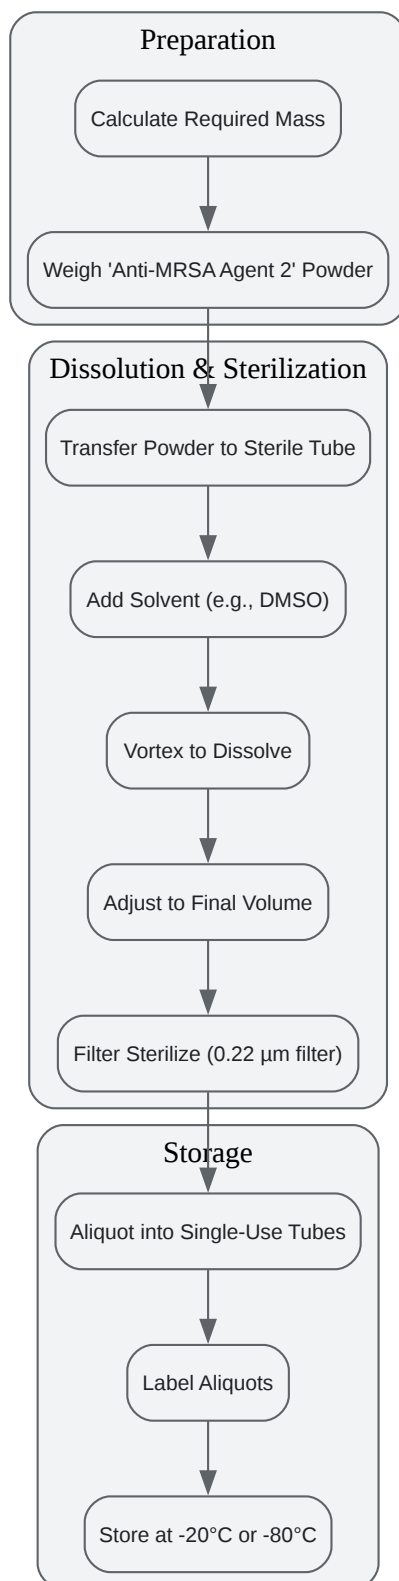 Preparation
Calculate Required Mass
Weigh 'Anti-MRSA Agent 2' Powder
Dissolution & Sterilization
Transfer Powder to Sterile Tube
Add Solvent (e.g., DMSO)
Vortex to Dissolve
Adjust to Final Volume
Filter Sterilize (0.22 µm filter)
Storage
Aliquot into Single-Use Tubes
Label Aliquots
Store at -20°C or -80°C